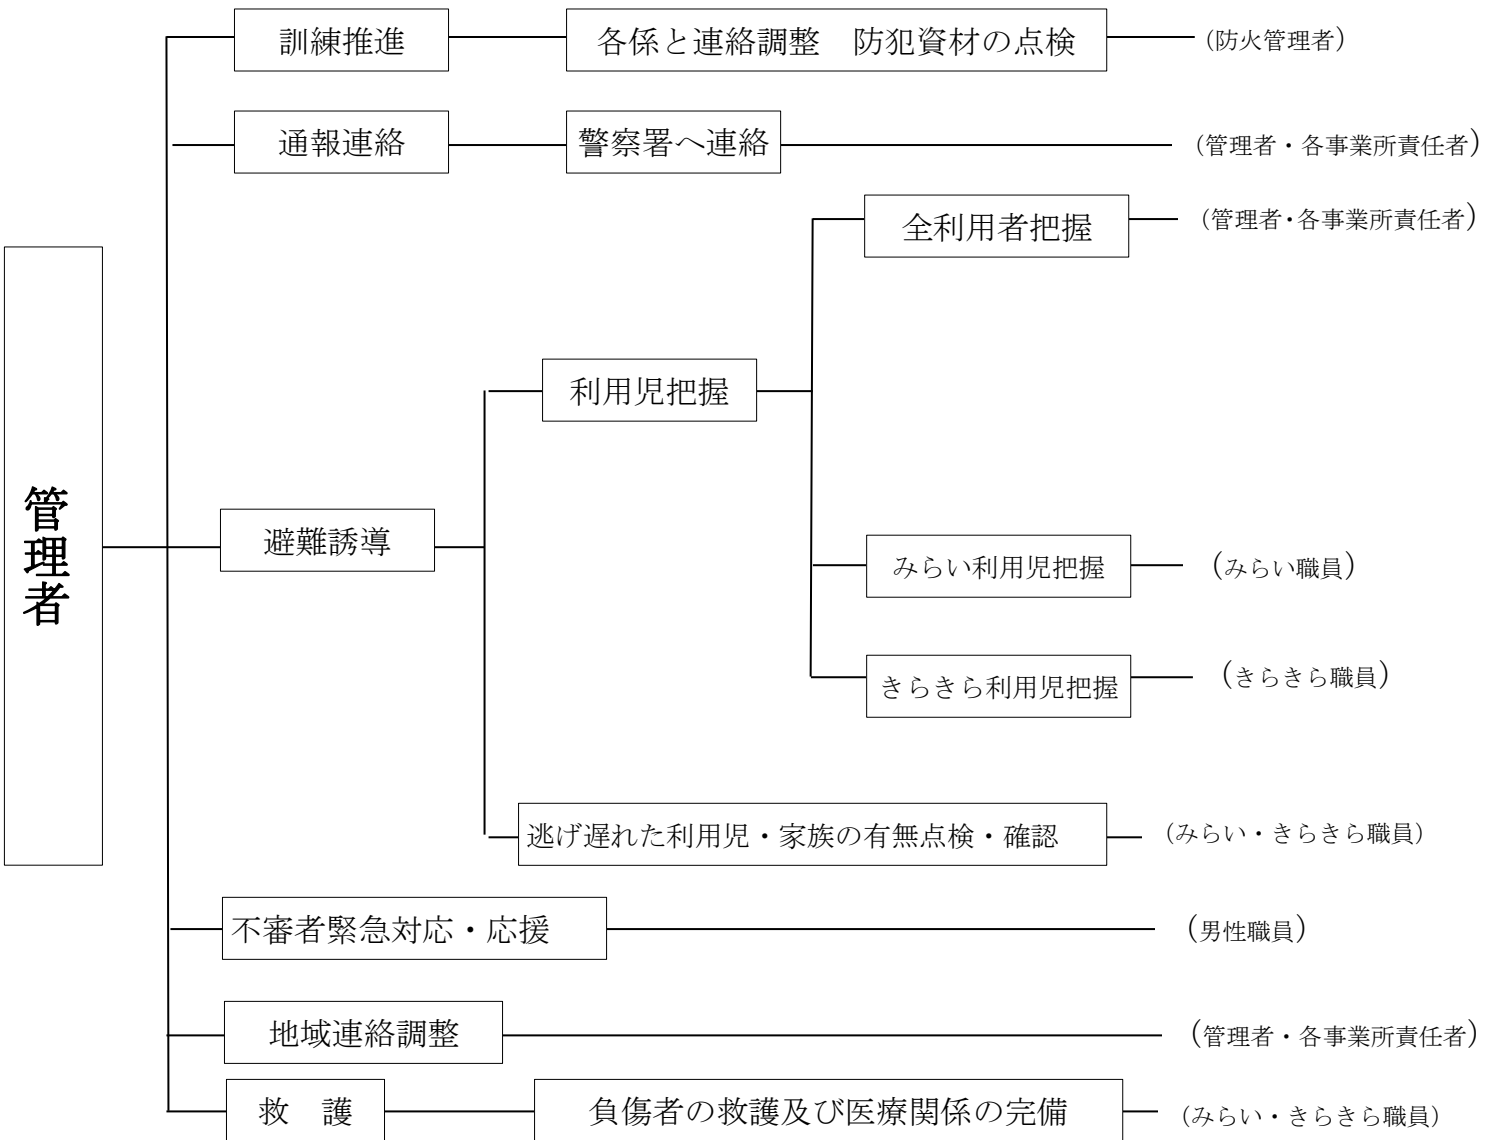 訓練推進
各係と連絡調整　防犯資材の点検
（防火管理者）
通報連絡
警察署へ連絡
（管理者・各事業所責任者）
全利用者把握
（管理者・各事業所責任者）
利用児把握
管理者
避難誘導
みらい利用児把握
（みらい職員）
きらきら利用児把握
（きらきら職員）
逃げ遅れた利用児・家族の有無点検・確認
（みらい・きらきら職員）
不審者緊急対応・応援
（男性職員）
地域連絡調整
（管理者・各事業所責任者）
救　護
負傷者の救護及び医療関係の完備
（みらい・きらきら職員）